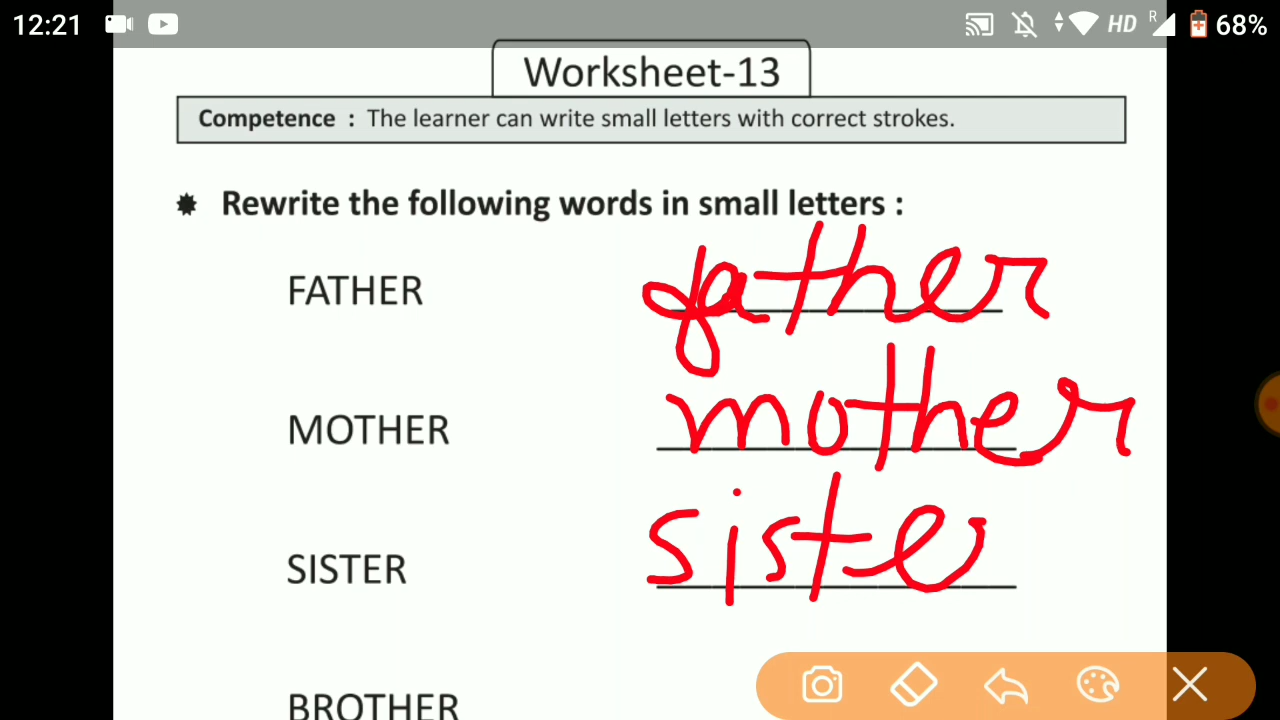 12:21 HD R 68%
Worksheet-13
Competence : The learner can write small letters with correct strokes.
Rewrite the following words in small letters :
FATHER father
MOTHER mother
SISTER siste
BROTHER